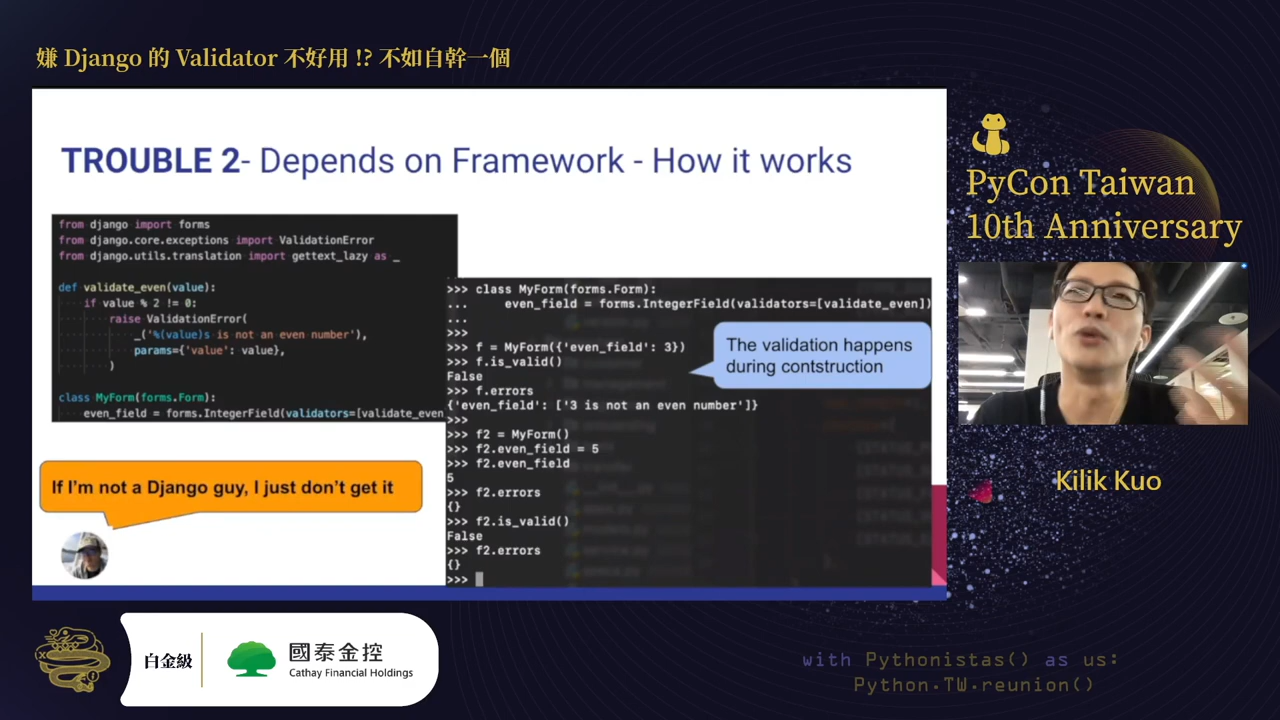 嫌 Django 的 Validator 不好用 !? 不如自幹一個
TROUBLE 2- Depends on Framework - How it works
from django import forms
from django.core.exceptions import ValidationError
from django.utils.translation import gettext_lazy as _
def validate_even(value):
if value % 2 != 0:
raise ValidationError(
_('%(value)s is not an even number'),
params={'value': value},
)
class MyForm(forms.Form):
even_field = forms.IntegerField(validators=[validate_even
>>> class MyForm(forms.Form):
... even_field = forms.IntegerField(validators=[validate_even])
...
>>>
>>> f = MyForm({'even_field': 3})
>>> f.is_valid()
False
>>> f.errors
{'even_field': ['3 is not an even number']}
>>>
>>> f2 = MyForm()
>>> f2.even_field = 5
>>> f2.even_field
5
>>> f2.errors
{}
>>> f2.is_valid()
False
>>> f2.errors
{}
>>>
The validation happens
during contstruction
If I'm not a Django guy, I just don't get it
PyCon Taiwan
10th Anniversary
Kilik Kuo
白金級
國泰金控
Cathay Financial Holdings
with Pythonistas() as us:
Python.TW.reunion()